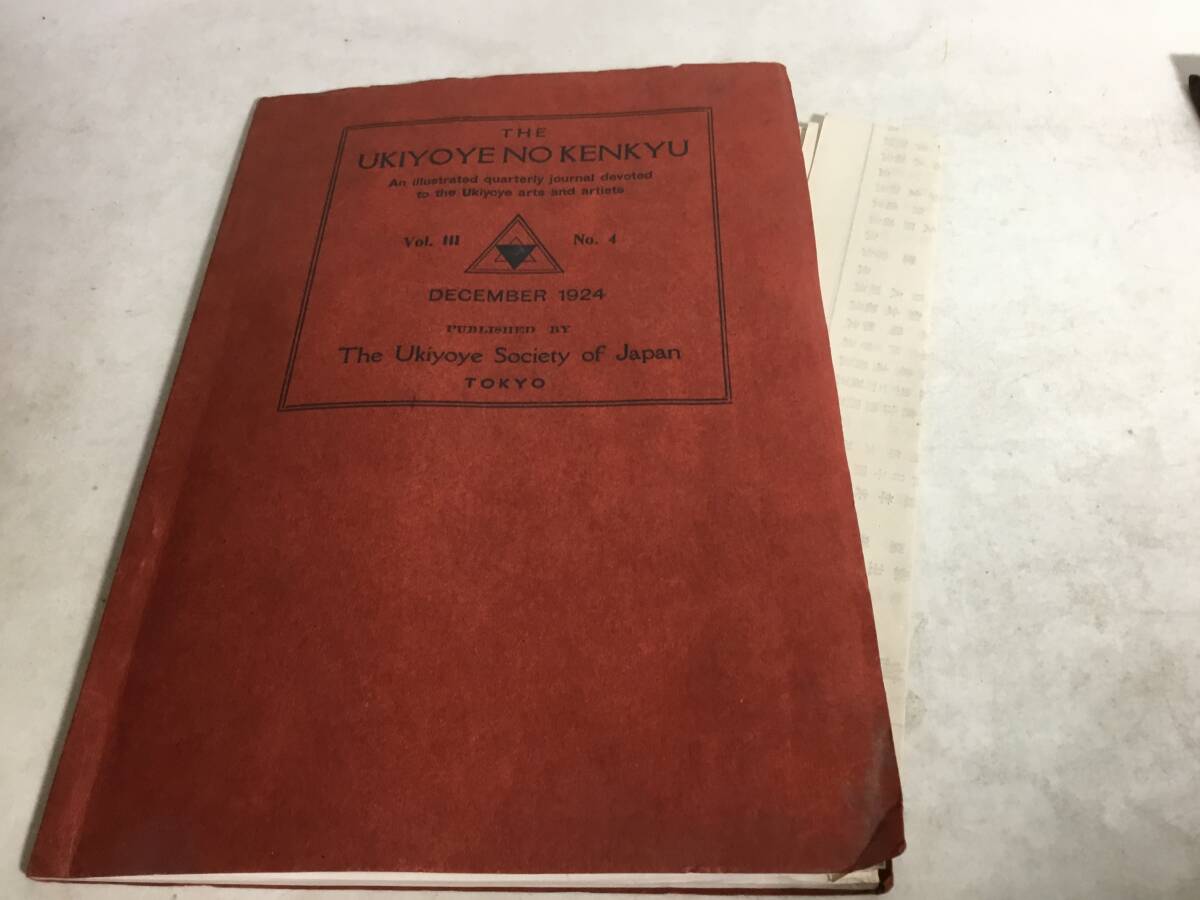 THE
UKIYOYE NO KENKYU
An illustrated quarterly journal devoted
to the Ukiyoye arts and artists
Vol. III No. 4
DECEMBER 1924
PUBLISHED BY
The Ukiyoye Society of Japan
TOKYO